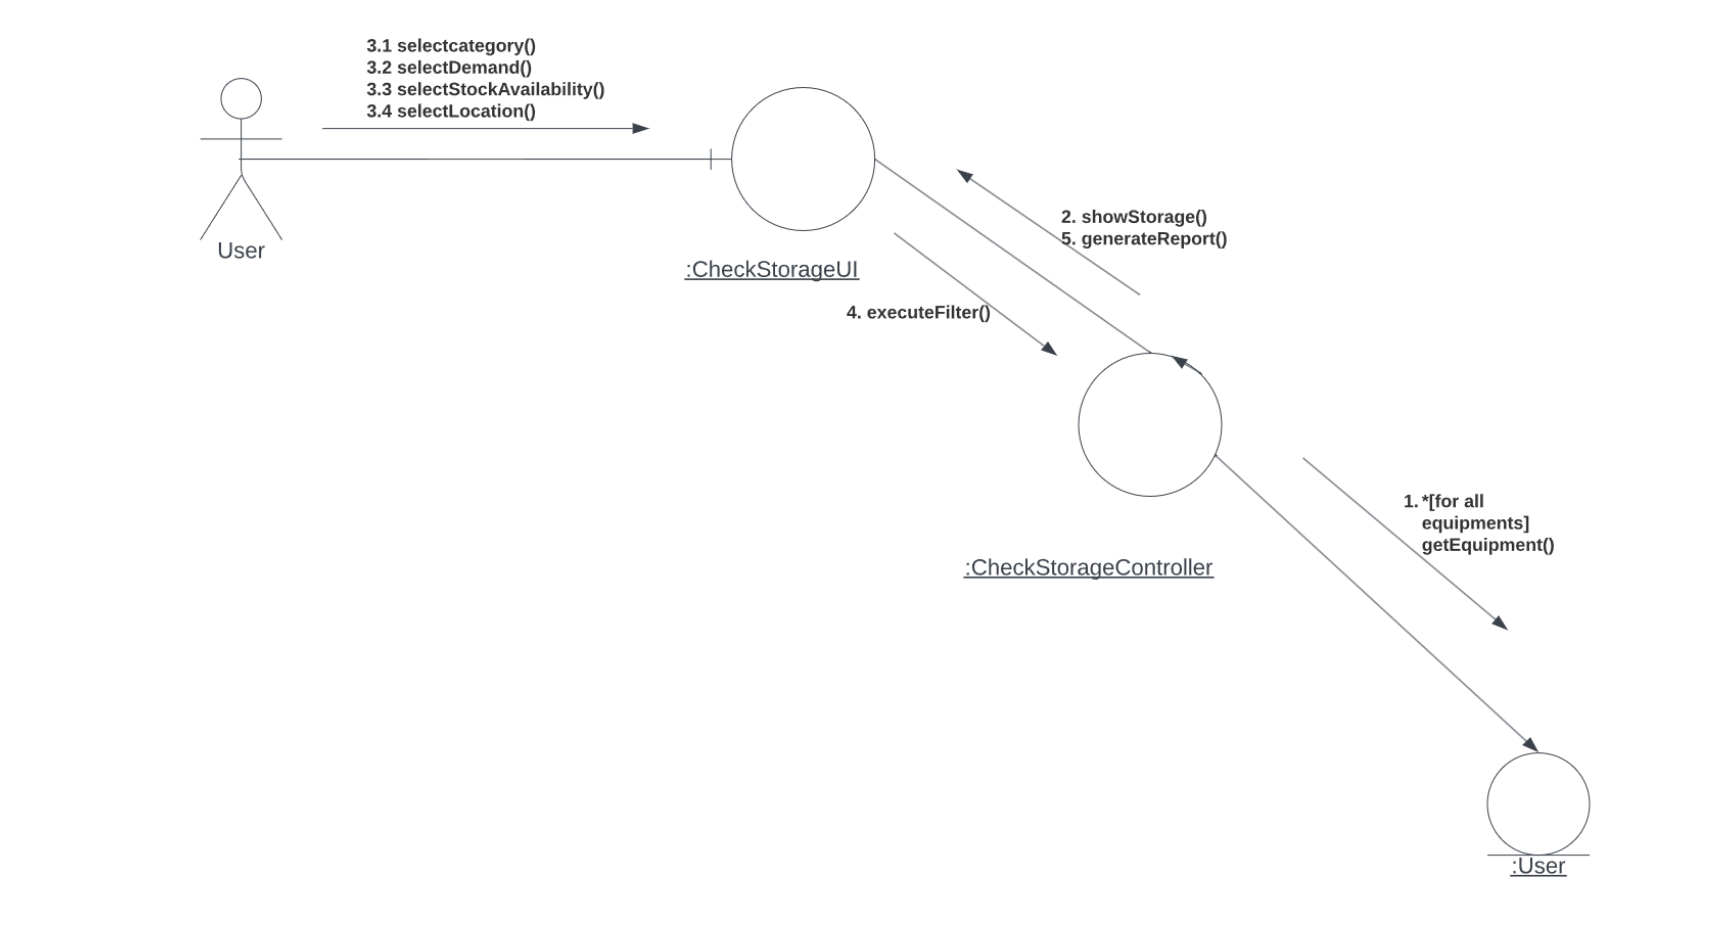 3.1 selectcategory()
3.2 selectDemand()
3.3 selectStockAvailability()
3.4 selectLocation()
User
:CheckStorageUI
2. showStorage()
5. generateReport()
4. executeFilter()
:CheckStorageController
1. *[for all
equipments]
getEquipment()
:User